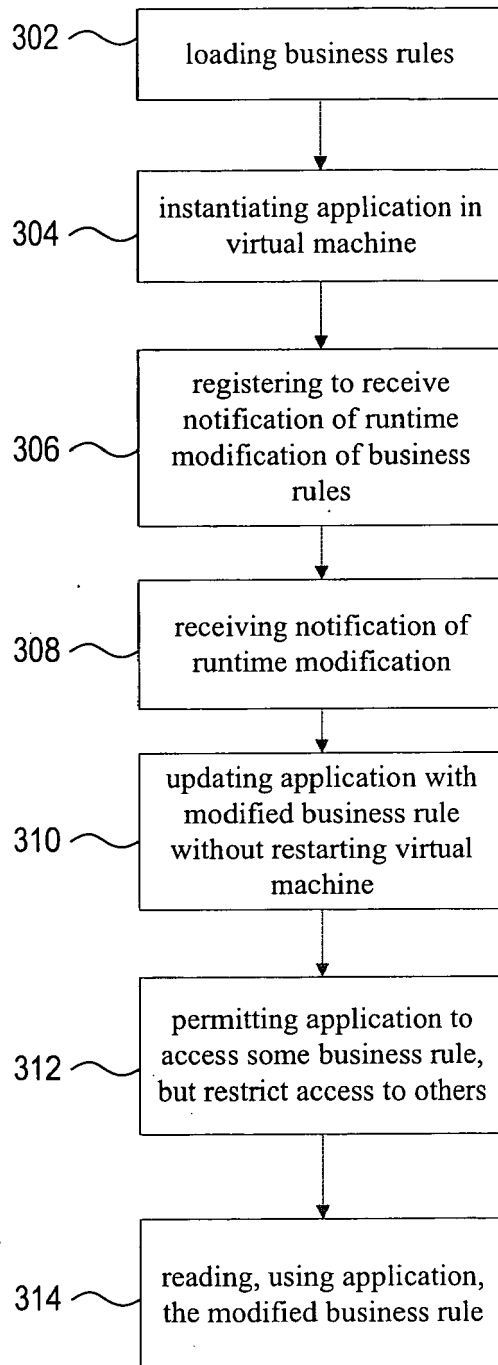 302
loading business rules
304
instantiating application in
virtual machine
306
registering to receive
notification of runtime
modification of business
rules
308
receiving notification of
runtime modification
310
updating application with
modified business rule
without restarting virtual
machine
312
permitting application to
access some business rule,
but restrict access to others
314
reading, using application,
the modified business rule